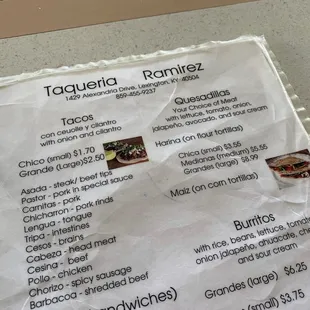 Taqueria Ramirez
1429 Alexandria Drive, Lexington, KY 40504
859-455-9337
Tacos
con ceuolle y cilantro
with onion and cilantro
Chico (small) $1.70
Grande (Large)$2.50
Asada - steak/ beef tips
Pastor - pork in special sauce
Carnitas - pork
Chicharron - pork rinds
Lengua - tongue
Tripa - intestines
Cesos - brains
Cabeza - head meat
Cesina - beef
Pollo - chicken
Chorizo - spicy sausage
Barbacoa - shredded beef
Quesadillas
Your Choice of Meat
with lettuce, tomato, onion,
jalapeño, avocado, and sour cream
Harina (on flour tortillas)
Chica (small) $3.55
Medianas (medium) $5.55
Grandes (large) $8.99
Maiz (on corn tortillas)
Burritos
with rice, beans, lettuce, tomato,
onion jalapeño, ahuacate, cheese
and sour cream
Grandes (large) $6.25
(small) $3.75
andwiches)